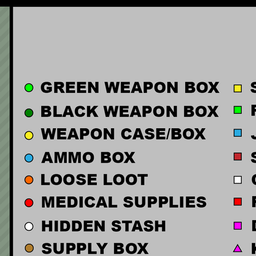 GREEN WEAPON BOX
BLACK WEAPON BOX
WEAPON CASE/BOX
AMMO BOX
LOOSE LOOT
MEDICAL SUPPLIES
HIDDEN STASH
SUPPLY BOX